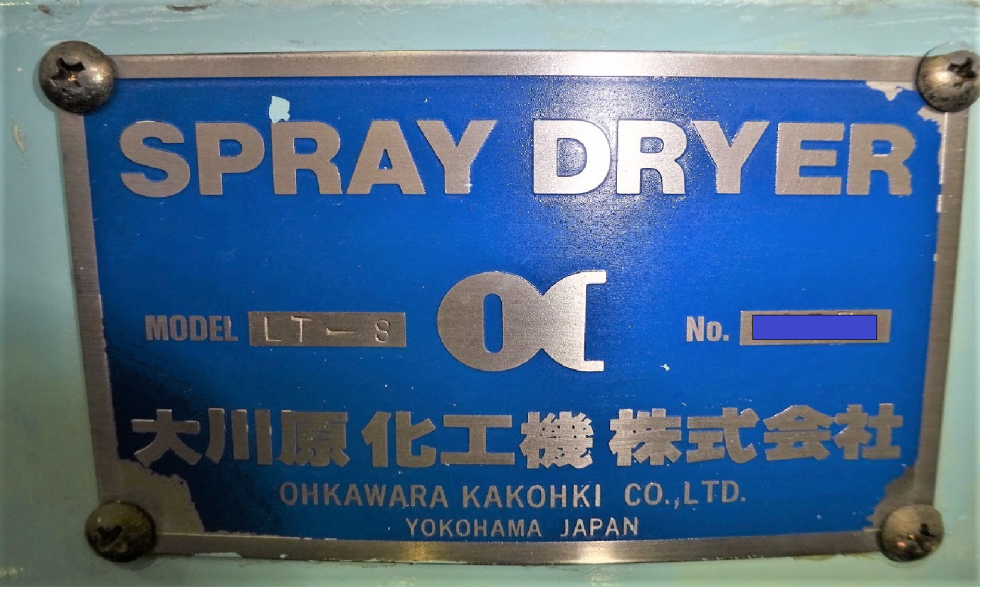 SPRAY DRYER
MODEL LT-8 No.
大川原化工機株式会社
OHKAWARA KAKOHKI CO.,LTD.
YOKOHAMA JAPAN